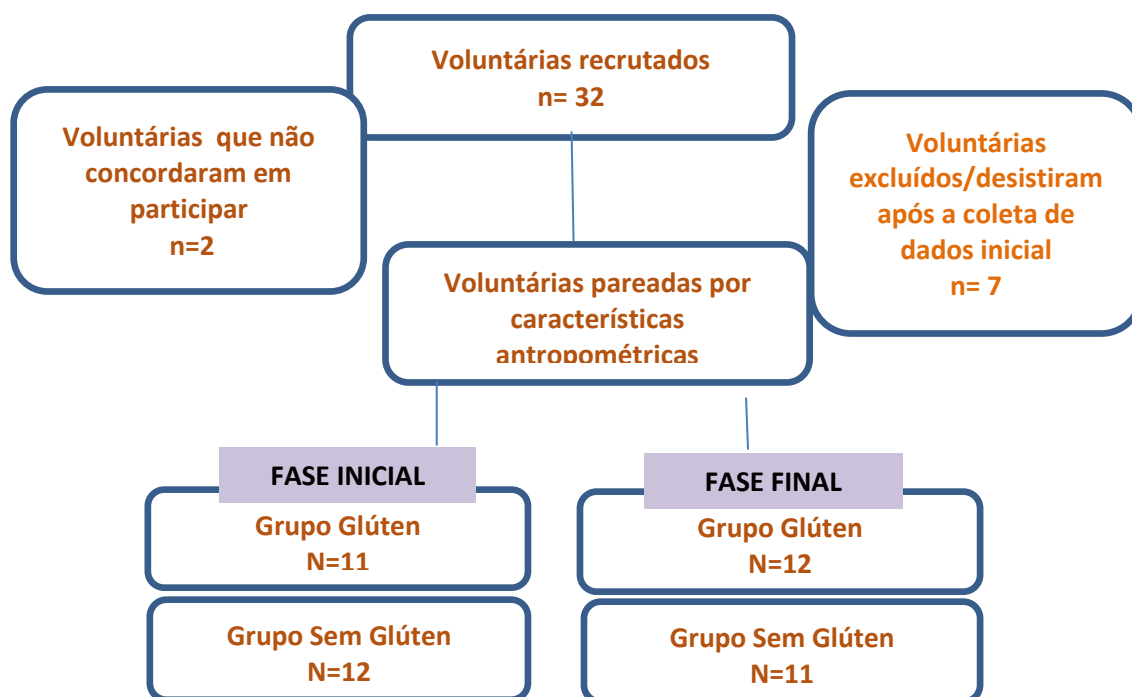 Voluntárias recrutados
n= 32
Voluntárias que não
concordaram em
participar
n=2
Voluntárias
excluídos/desistiram
após a coleta de
dados inicial
n= 7
Voluntárias pareadas por
características
antropométricas
FASE INICIAL
Grupo Glúten
N=11
Grupo Sem Glúten
N=12
FASE FINAL
Grupo Glúten
N=12
Grupo Sem Glúten
N=11